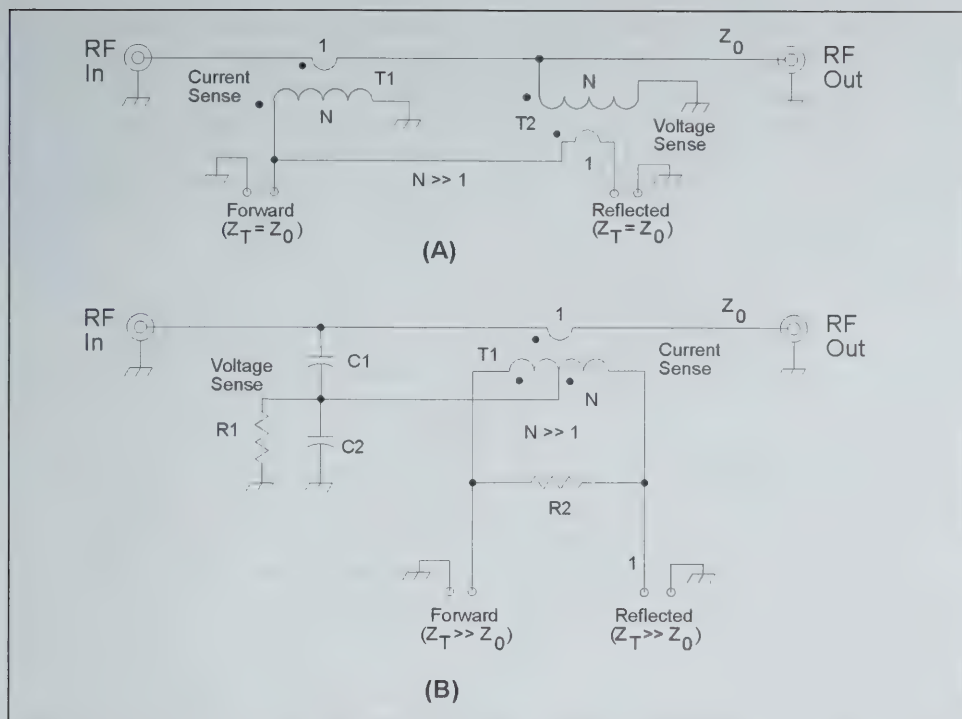 RF
In
1
Z0
RF
Out
Current
Sense
T1
N
N
T2
Voltage
Sense
1
N >> 1
Forward
(ZT = Z0)
Reflected
(ZT = Z0)
(A)
RF
In
1
Z0
RF
Out
Voltage
Sense
C1
T1
Current
Sense
N
R1
C2
N >> 1
R2
1
Forward
(ZT >> Z0)
Reflected
(ZT >> Z0)
(B)